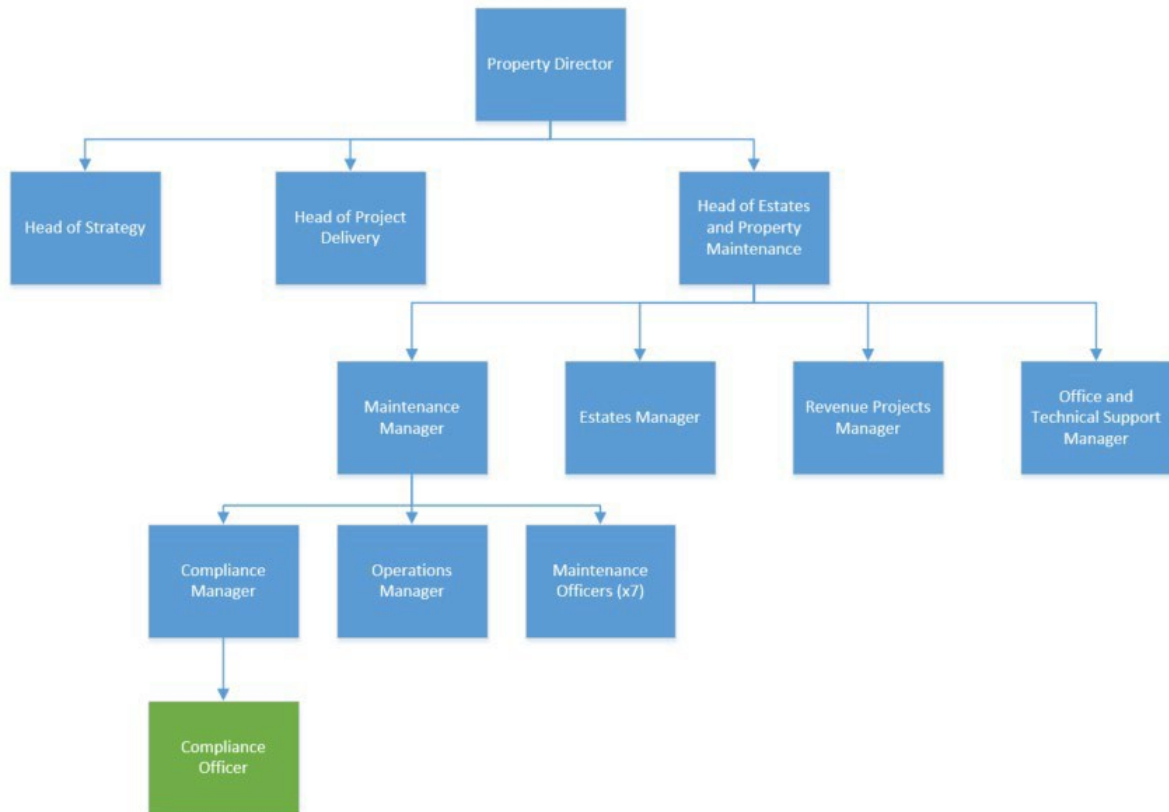 Property Director
Head of Strategy
Head of Project
Delivery
Head of Estates
and Property
Maintenance
Maintenance
Manager
Estates Manager
Revenue Projects
Manager
Office and
Technical Support
Manager
Compliance
Manager
Operations
Manager
Maintenance
Officers (x7)
Compliance
Officer